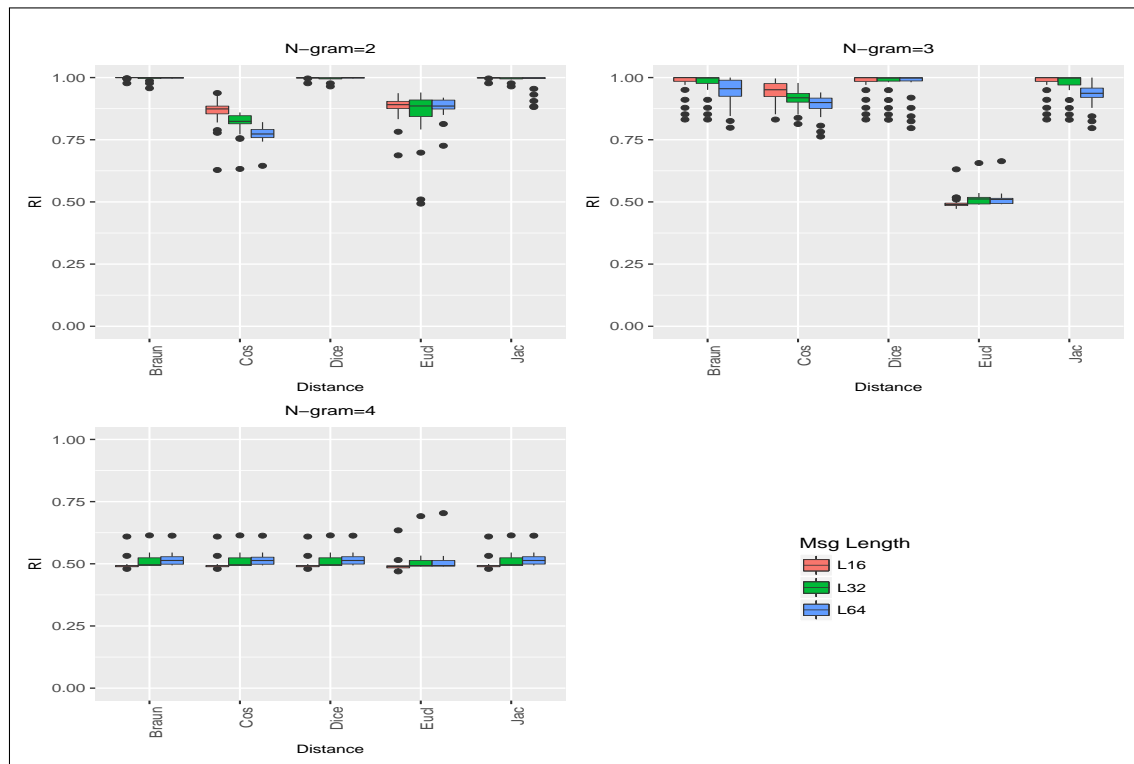 N-gram=2
1.00
0.75
0.50
0.25
0.00
RI
Braun
Cos
Dice
Eucl
Jac
Distance
N-gram=3
1.00
0.75
0.50
0.25
0.00
RI
Braun
Cos
Dice
Eucl
Jac
Distance
N-gram=4
1.00
0.75
0.50
0.25
0.00
RI
Braun
Cos
Dice
Eucl
Jac
Distance
Msg Length
L16
L32
L64